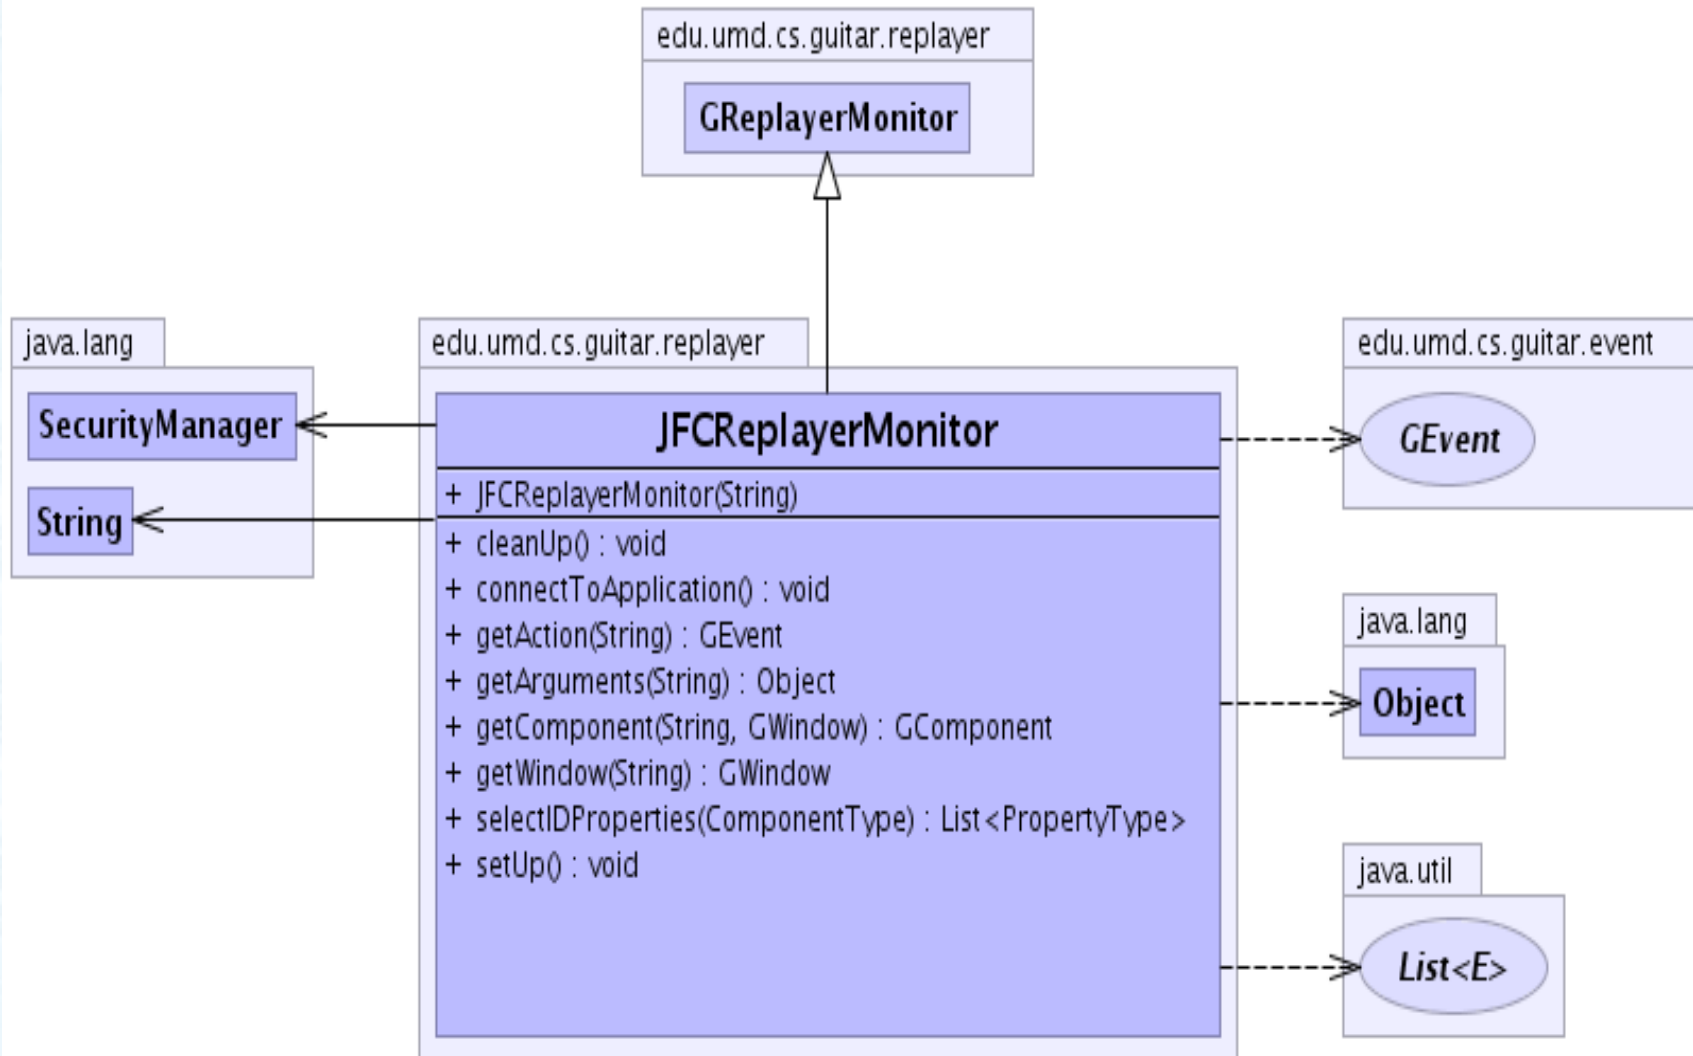 edu.umd.cs.guitar.replayer
GReplayerMonitor
java.lang
SecurityManager
String
edu.umd.cs.guitar.replayer
JFCReplayerMonitor
+ JFCReplayerMonitor(String)
+ cleanUp() : void
+ connectToApplication() : void
+ getAction(String) : GEvent
+ getArguments(String) : Object
+ getComponent(String, GWindow) : GComponent
+ getWindow(String) : GWindow
+ selectIDProperties(ComponentType) : List<PropertyType>
+ setUp() : void
edu.umd.cs.guitar.event
GEvent
java.lang
Object
java.util
List<E>